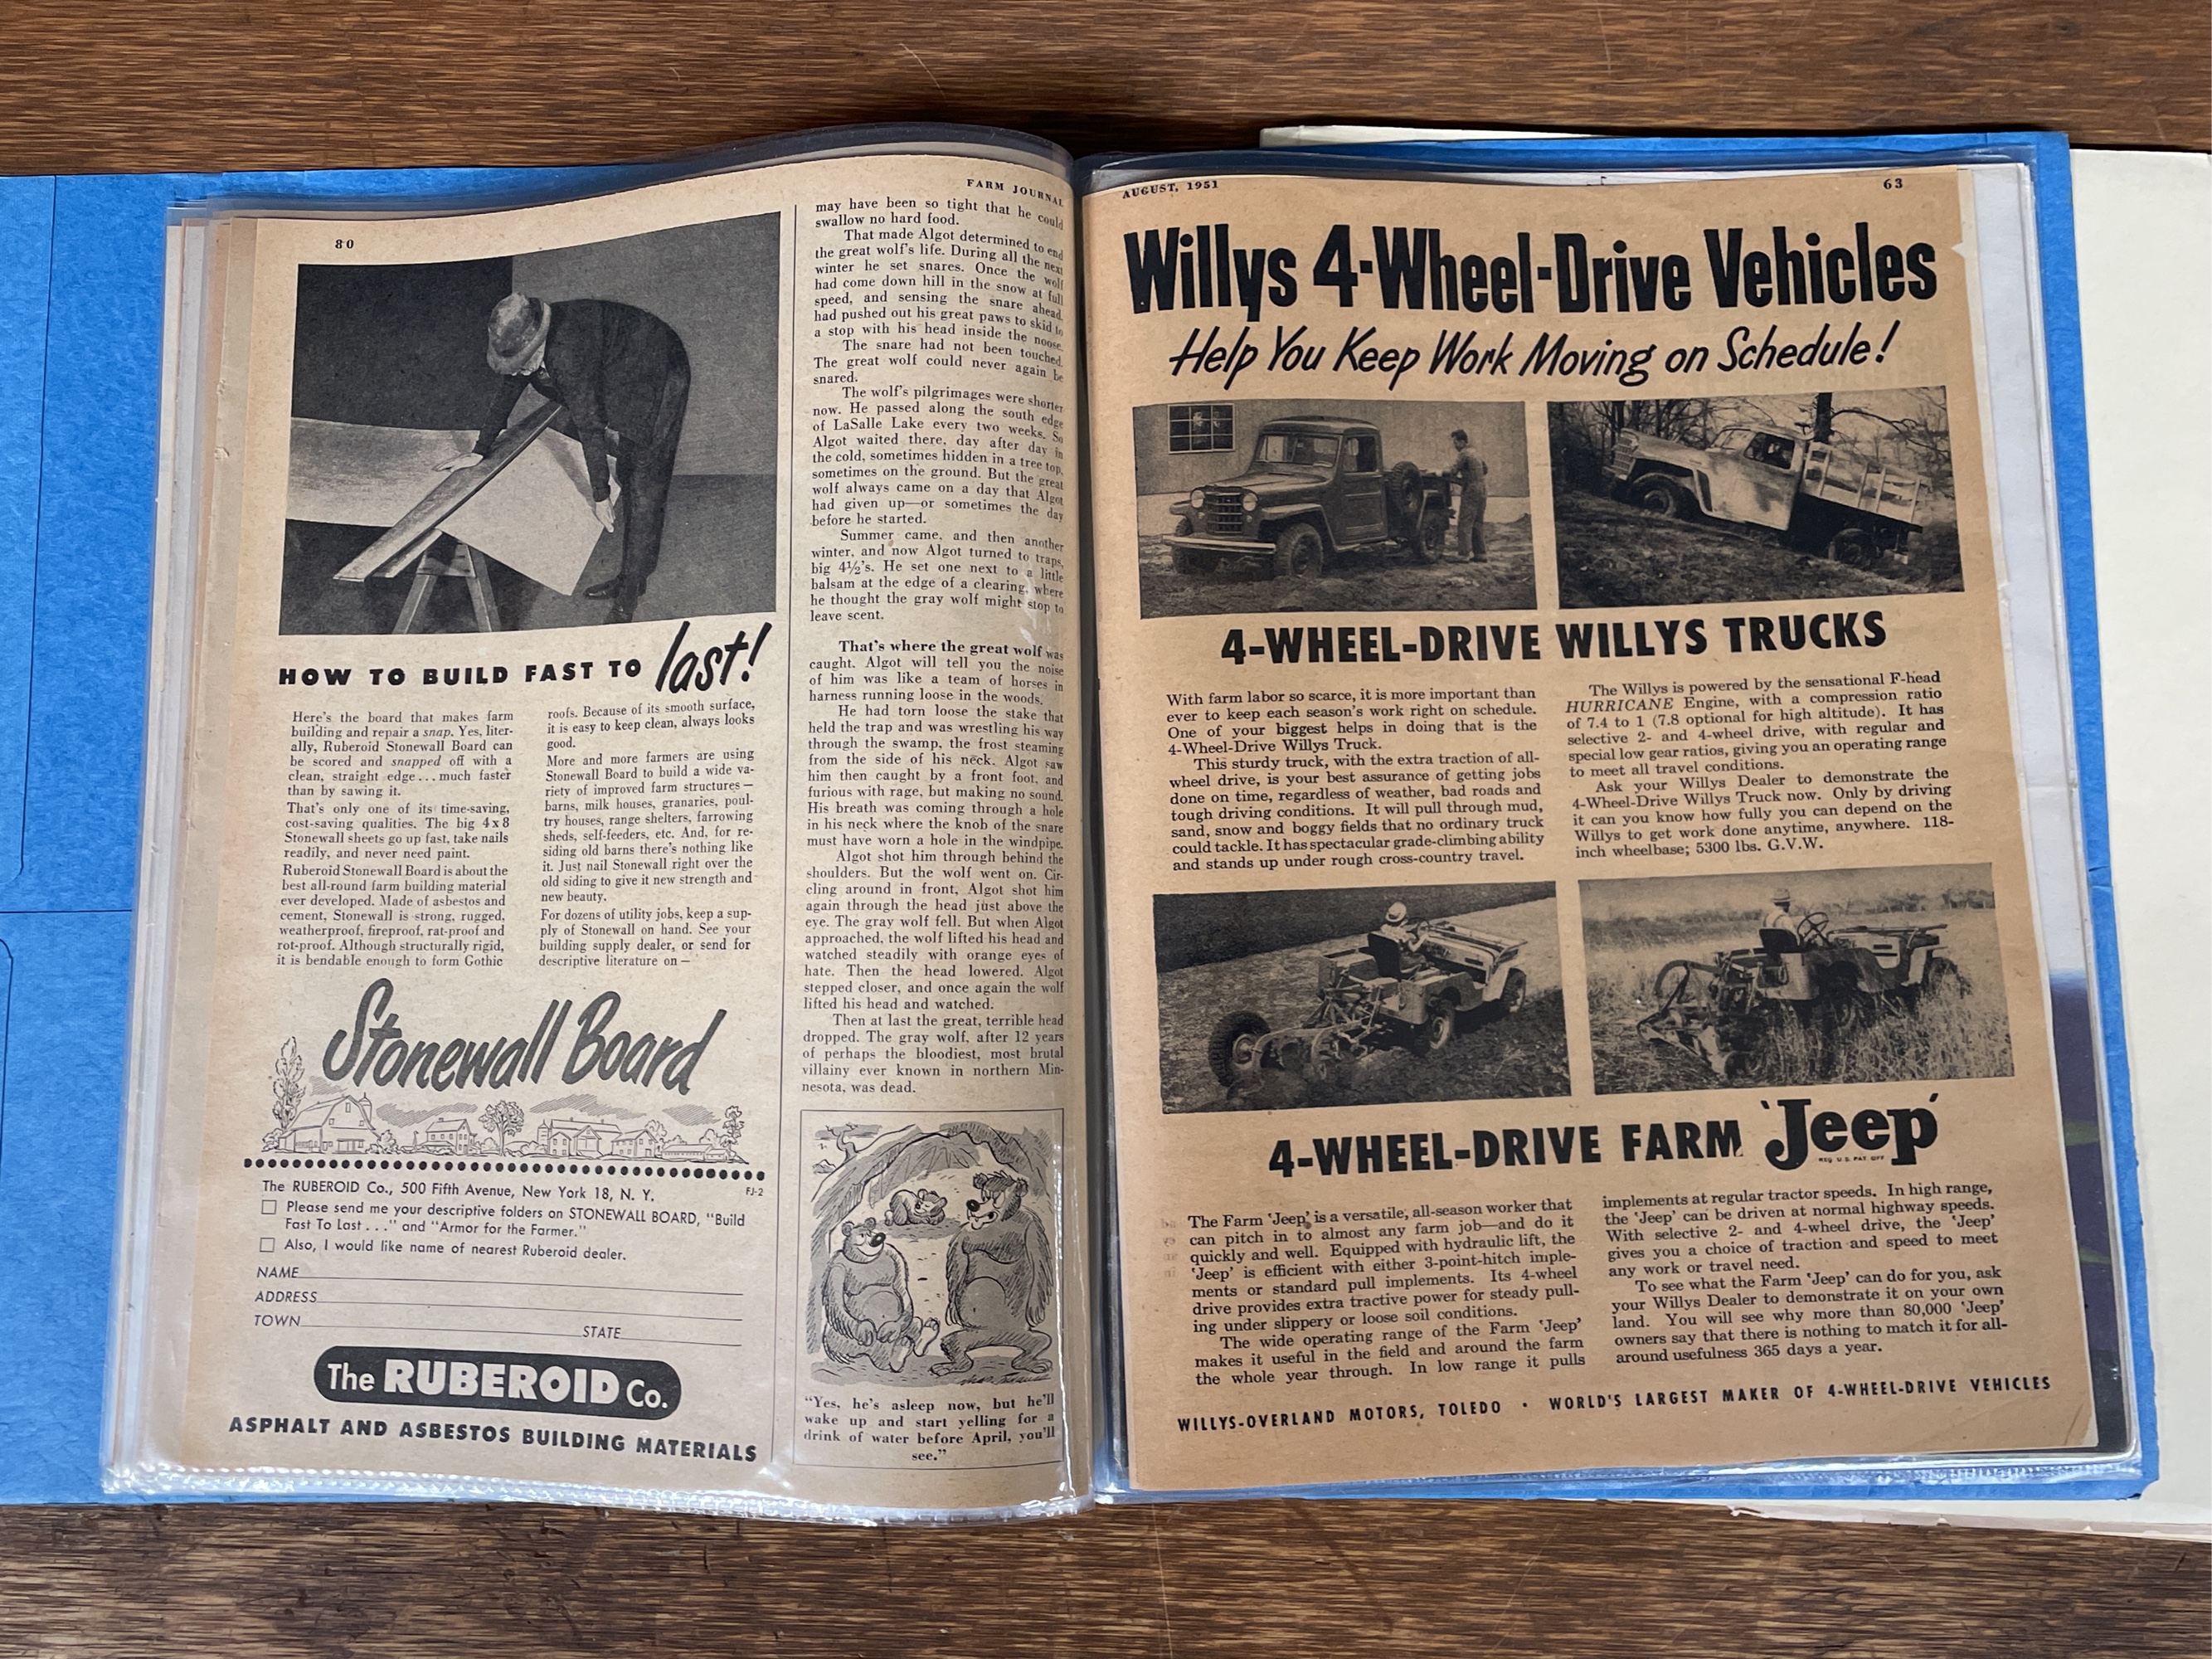 80
FARM JOURNAL
HOW TO BUILD FAST TO last!
Here's the board that makes farm
building and repair a snap. Yes, liter-
ally, Ruberoid Stonewall Board can
be scored and snapped off with a
clean, straight edge...much faster
than by sawing it.
That's only one of its time-saving,
cost-saving qualities. The big 4x8
Stonewall sheets go up fast, take nails
readily, and never need paint.
Ruberoid Stonewall Board is about the
best all-round farm building material
ever developed. Made of asbestos and
cement, Stonewall is strong, rugged,
weatherproof, fireproof, rat-proof and
rot-proof. Although structurally rigid,
it is bendable enough to form Gothic
roofs. Because of its smooth surface,
it is easy to keep clean, always looks
good.
More and more farmers are using
Stonewall Board to build a wide va-
riety of improved farm structures—
barns, milk houses, granaries, poul-
try houses, range shelters, farrowing
sheds, self-feeders, etc. And, for re-
siding old barns there's nothing like
it. Just nail Stonewall right over the
old siding to give it new strength and
new beauty.
For dozens of utility jobs, keep a sup-
ply of Stonewall on hand. See your
building supply dealer, or send for
descriptive literature on —
Stonewall Board
The RUBEROID Co., 500 Fifth Avenue, New York 18, N. Y.
FJ-2
Please send me your descriptive folders on STONEWALL BOARD, "Build
Fast To Last . . ." and "Armor for the Farmer."
Also, I would like name of nearest Ruberoid dealer.
NAME
ADDRESS
TOWN STATE
The RUBEROID Co.
ASPHALT AND ASBESTOS BUILDING MATERIALS
may have been so tight that he could
swallow no hard food.
That made Algot determined to end
the great wolf's life. During all the next
winter he set snares. Once the wolf
had come down hill in the snow at full
speed, and sensing the snare ahead,
had pushed out his great paws to skid to
a stop with his head inside the noose.
The snare had not been touched.
The great wolf could never again be
snared.
The wolf's pilgrimages were shorter
now. He passed along the south edge
of LaSalle Lake every two weeks. So
Algot waited there, day after day in
the cold, sometimes hidden in a tree top,
sometimes on the ground. But the great
wolf always came on a day that Algot
had given up—or sometimes the day
before he started.
Summer came, and then another
winter, and now Algot turned to traps,
big 4½'s. He set one next to a little
balsam at the edge of a clearing, where
he thought the gray wolf might stop to
leave scent.
That's where the great wolf was
caught. Algot will tell you the noise
of him was like a team of horses in
harness running loose in the woods.
He had torn loose the stake that
held the trap and was wrestling his way
through the swamp, the frost steaming
from the side of his neck. Algot saw
him then caught by a front foot, and
furious with rage, but making no sound.
His breath was coming through a hole
in his neck where the knob of the snare
must have worn a hole in the windpipe.
Algot shot him through behind the
shoulders. But the wolf went on. Cir-
cling around in front, Algot shot him
again through the head just above the
eye. The gray wolf fell. But when Algot
approached, the wolf lifted his head and
watched steadily with orange eyes of
hate. Then the head lowered. Algot
stepped closer, and once again the wolf
lifted his head and watched.
Then at last the great, terrible head
dropped. The gray wolf, after 12 years
of perhaps the bloodiest, most brutal
villainy ever known in northern Min-
nesota, was dead.
"Yes, he's asleep now, but he'll
wake up and start yelling for a
drink of water before April, you'll
see."
AUGUST, 1951
63
Willys 4-Wheel-Drive Vehicles
Help You Keep Work Moving on Schedule!
4-WHEEL-DRIVE WILLYS TRUCKS
With farm labor so scarce, it is more important than
ever to keep each season's work right on schedule.
One of your biggest helps in doing that is the
4-Wheel-Drive Willys Truck.
This sturdy truck, with the extra traction of all-
wheel drive, is your best assurance of getting jobs
done on time, regardless of weather, bad roads and
tough driving conditions. It will pull through mud,
sand, snow and boggy fields that no ordinary truck
could tackle. It has spectacular grade-climbing ability
and stands up under rough cross-country travel.
The Willys is powered by the sensational F-head
HURRICANE Engine, with a compression ratio
of 7.4 to 1 (7.8 optional for high altitude). It has
selective 2- and 4-wheel drive, with regular and
special low gear ratios, giving you an operating range
to meet all travel conditions.
Ask your Willys Dealer to demonstrate the
4-Wheel-Drive Willys Truck now. Only by driving
it can you know how fully you can depend on the
Willys to get work done anytime, anywhere. 118-
inch wheelbase; 5300 lbs. G.V.W.
4-WHEEL-DRIVE FARM 'Jeep'
REG. U.S. PAT. OFF
The Farm 'Jeep' is a versatile, all-season worker that
can pitch in to almost any farm job—and do it
quickly and well. Equipped with hydraulic lift, the
'Jeep' is efficient with either 3-point-hitch imple-
ments or standard pull implements. Its 4-wheel
drive provides extra tractive power for steady pull-
ing under slippery or loose soil conditions.
The wide operating range of the Farm 'Jeep'
makes it useful in the field and around the farm
the whole year through. In low range it pulls
implements at regular tractor speeds. In high range,
the 'Jeep' can be driven at normal highway speeds.
With selective 2- and 4-wheel drive, the 'Jeep'
gives you a choice of traction and speed to meet
any work or travel need.
To see what the Farm 'Jeep' can do for you, ask
your Willys Dealer to demonstrate it on your own
land. You will see why more than 80,000 'Jeep'
owners say that there is nothing to match it for all-
around usefulness 365 days a year.
WILLYS-OVERLAND MOTORS, TOLEDO • WORLD'S LARGEST MAKER OF 4-WHEEL-DRIVE VEHICLES